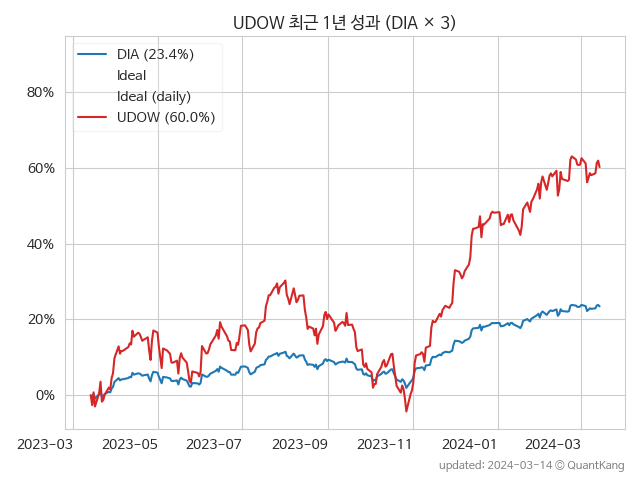 UDOW 최근 1년 성과 (DIA × 3)
DIA (23.4%)
Ideal
Ideal (daily)
UDOW (60.0%)
80%
60%
40%
20%
0%
2023-03 2023-05 2023-07 2023-09 2023-11 2024-01 2024-03
updated: 2024-03-14 © QuantKang